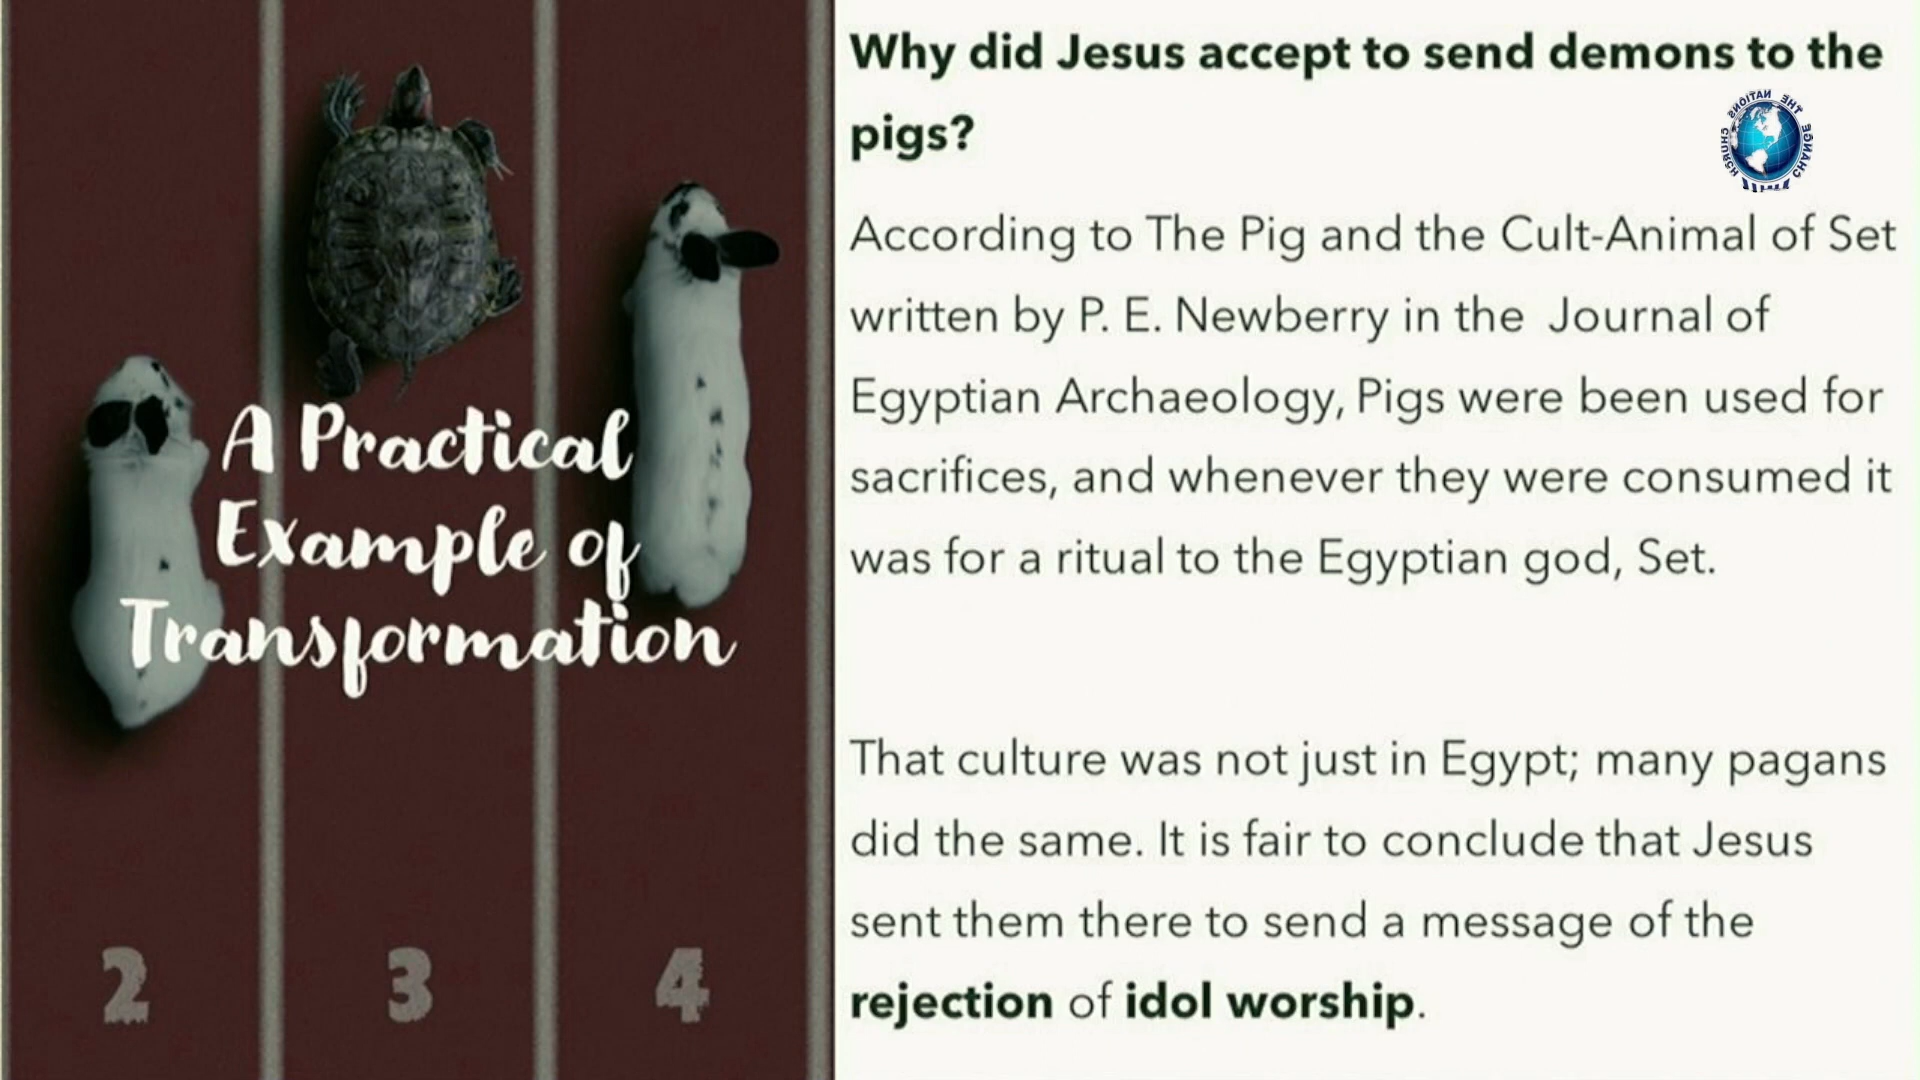 A Practical
Example of
Transformation
2 3 4
Why did Jesus accept to send demons to the
pigs?
CHANGE THE NATIONS CHURCH
According to The Pig and the Cult-Animal of Set
written by P. E. Newberry in the Journal of
Egyptian Archaeology, Pigs were been used for
sacrifices, and whenever they were consumed it
was for a ritual to the Egyptian god, Set.
That culture was not just in Egypt; many pagans
did the same. It is fair to conclude that Jesus
sent them there to send a message of the
rejection of idol worship.